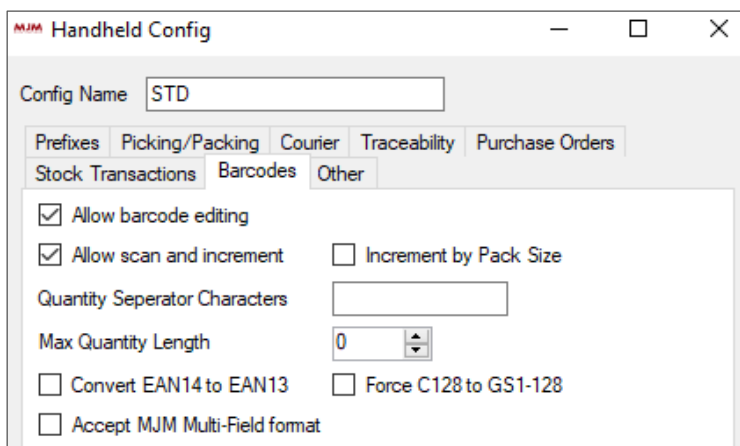 MJM Handheld Config
Config Name STD
Prefixes Picking/Packing Courier Traceability Purchase Orders
Stock Transactions Barcodes Other
Allow barcode editing
Allow scan and increment Increment by Pack Size
Quantity Seperator Characters
Max Quantity Length 0
Convert EAN14 to EAN13 Force C128 to GS1-128
Accept MJM Multi-Field format